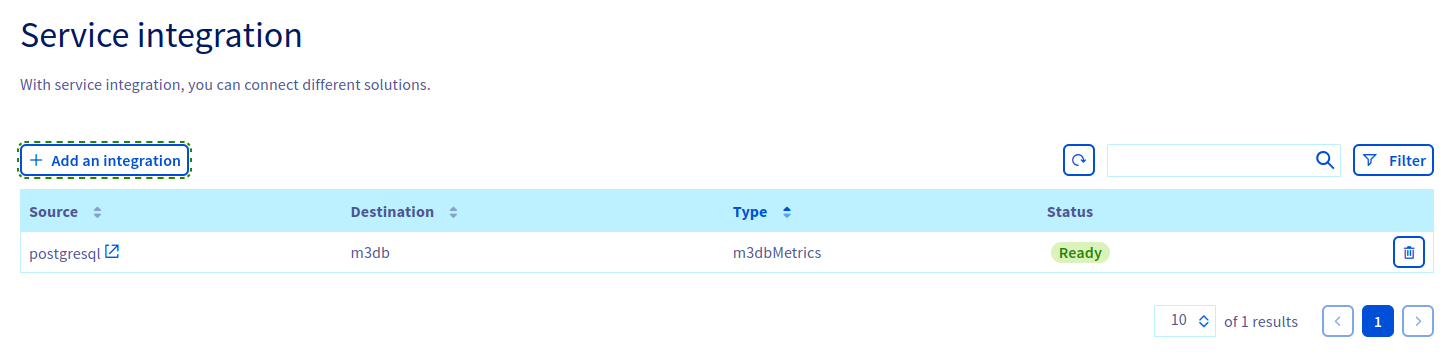 Service integration
With service integration, you can connect different solutions.
Add an integration
Filter
Source Destination Type Status
postgresql m3db m3dbMetrics Ready
10 of 1 results 1